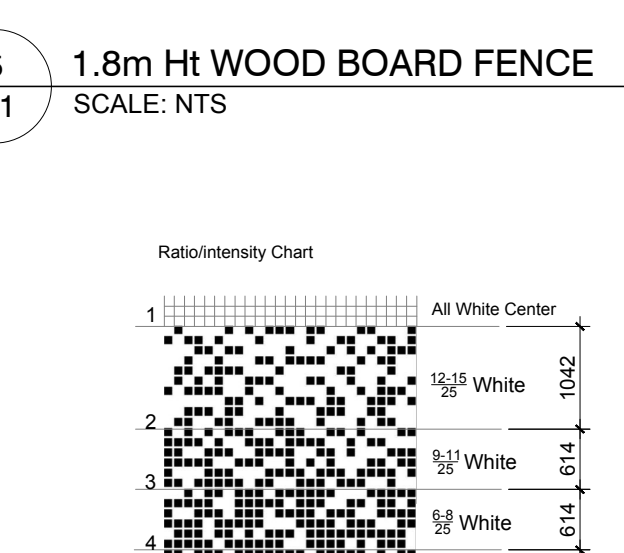 1.8m Ht WOOD BOARD FENCE
1
SCALE: NTS
Ratio/intensity Chart
1
All White Center
12-15
25 White
1042
2
9-11
25 White
614
3
6-8
25 White
614
4